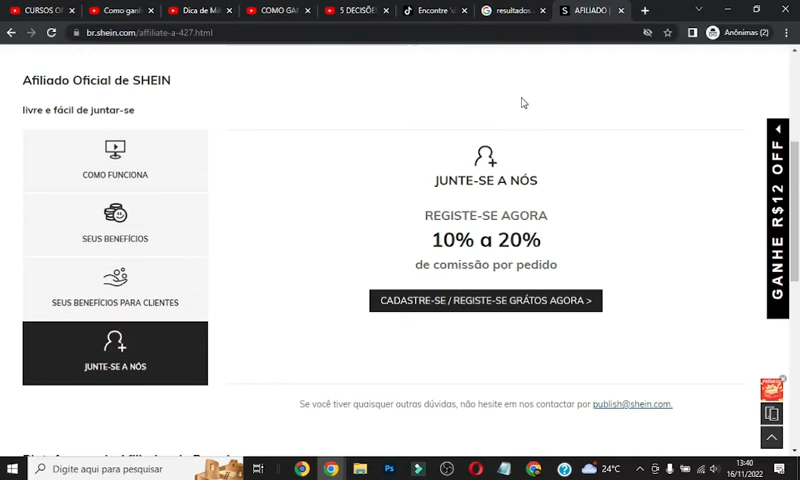 CURSOS O
Como ganh
Dica de M
COMO GA
5 DECISÕE
Encontre 's
resultados
AFILIADO |
br.shein.com/affiliate-a-427.html
Anônimas (2)
Afiliado Oficial de SHEIN
livre e fácil de juntar-se
COMO FUNCIONA
SEUS BENEFÍCIOS
SEUS BENEFÍCIOS PARA CLIENTES
JUNTE-SE A NÓS
JUNTE-SE A NÓS
REGISTE-SE AGORA
10% a 20%
de comissão por pedido
CADASTRE-SE / REGISTE-SE GRÁTOS AGORA >
Se você tiver quaisquer outras dúvidas, não hesite em nos contactar por publish@shein.com.
GANHE R$12 OFF
Digite aqui para pesquisar
24°C
13:40
16/11/2022